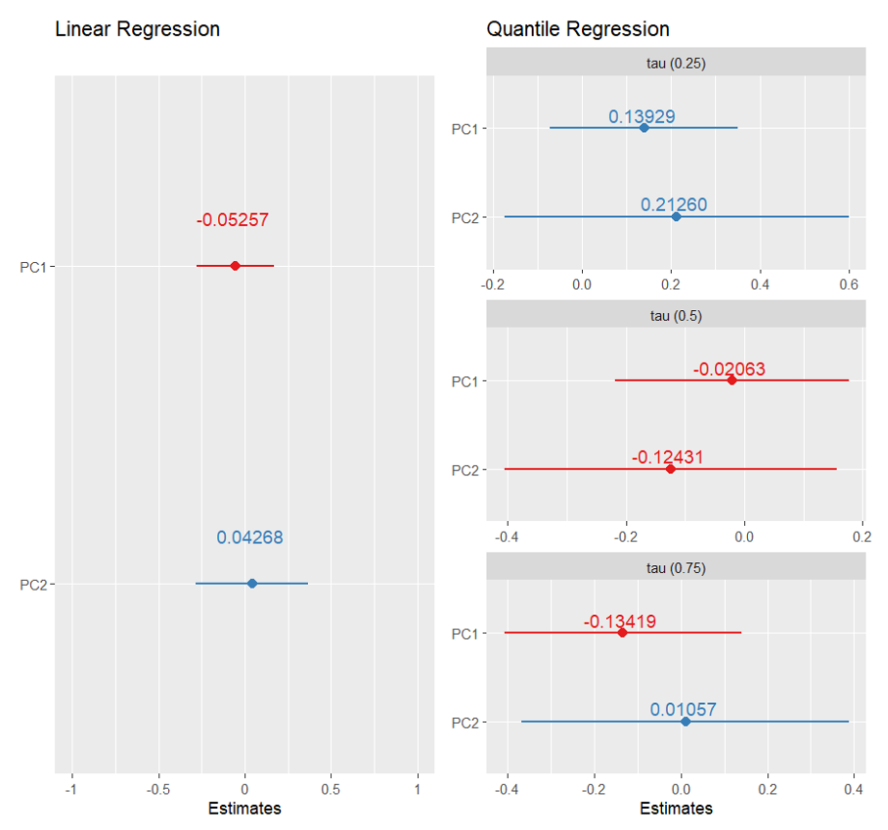 Linear Regression
-0.05257
PC1
0.04268
PC2
-1 -0.5 0 0.5 1
Estimates
Quantile Regression
tau (0.25)
0.13929
PC1
0.21260
PC2
-0.2 0.0 0.2 0.4 0.6
tau (0.5)
-0.02063
PC1
-0.12431
PC2
-0.4 -0.2 0.0 0.2
tau (0.75)
-0.13419
PC1
0.01057
PC2
-0.4 -0.2 0.0 0.2 0.4
Estimates